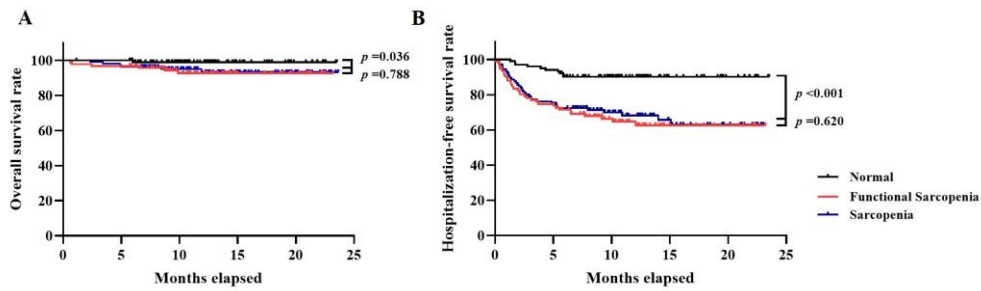 A
Overall survival rate
100
80
60
40
20
0
0 5 10 15 20 25
Months elapsed
p =0.036
p =0.788
B
Hospitalization-free survival rate
100
80
60
40
20
0
0 5 10 15 20 25
Months elapsed
p <0.001
p =0.620
Normal
Functional Sarcopenia
Sarcopenia